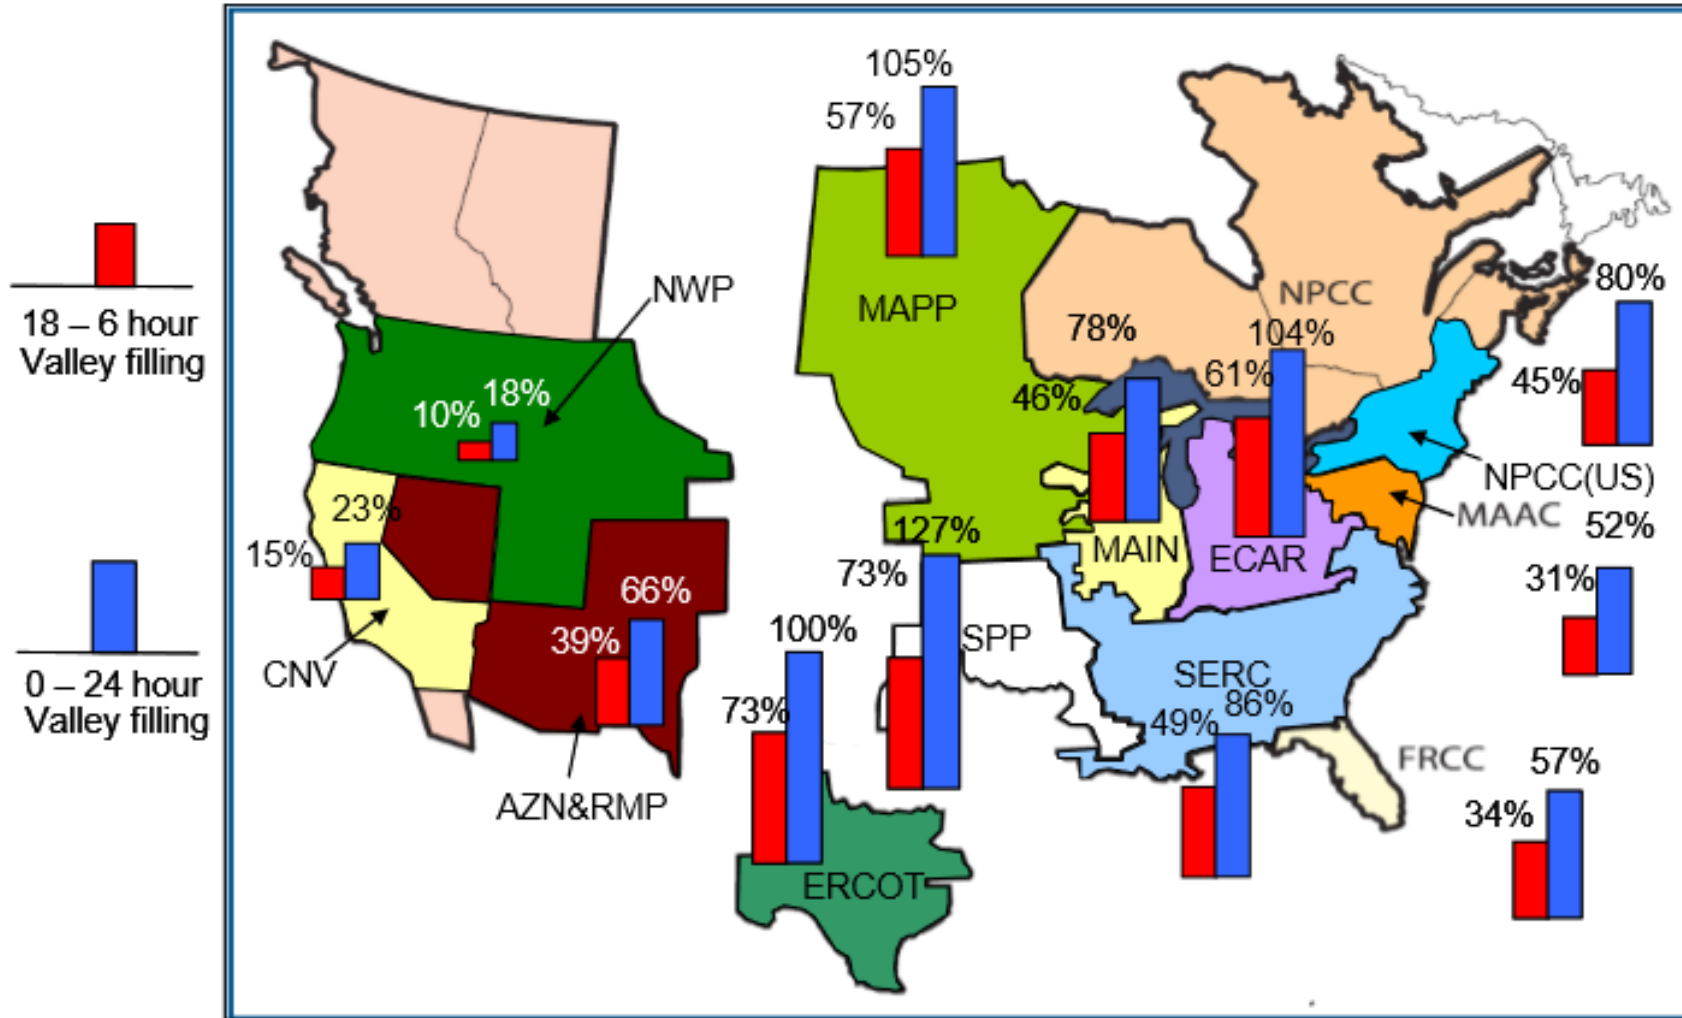 18 – 6 hour
Valley filling
0 – 24 hour
Valley filling
NWP
10%
18%
23%
15%
CNV
66%
39%
AZN&RMP
105%
57%
MAPP
NPCC
78%
46%
104%
61%
MAIN
ECAR
80%
45%
NPCC(US)
MAAC
52%
31%
127%
73%
SPP
100%
73%
ERCOT
SERC
49%
86%
FRCC
57%
34%